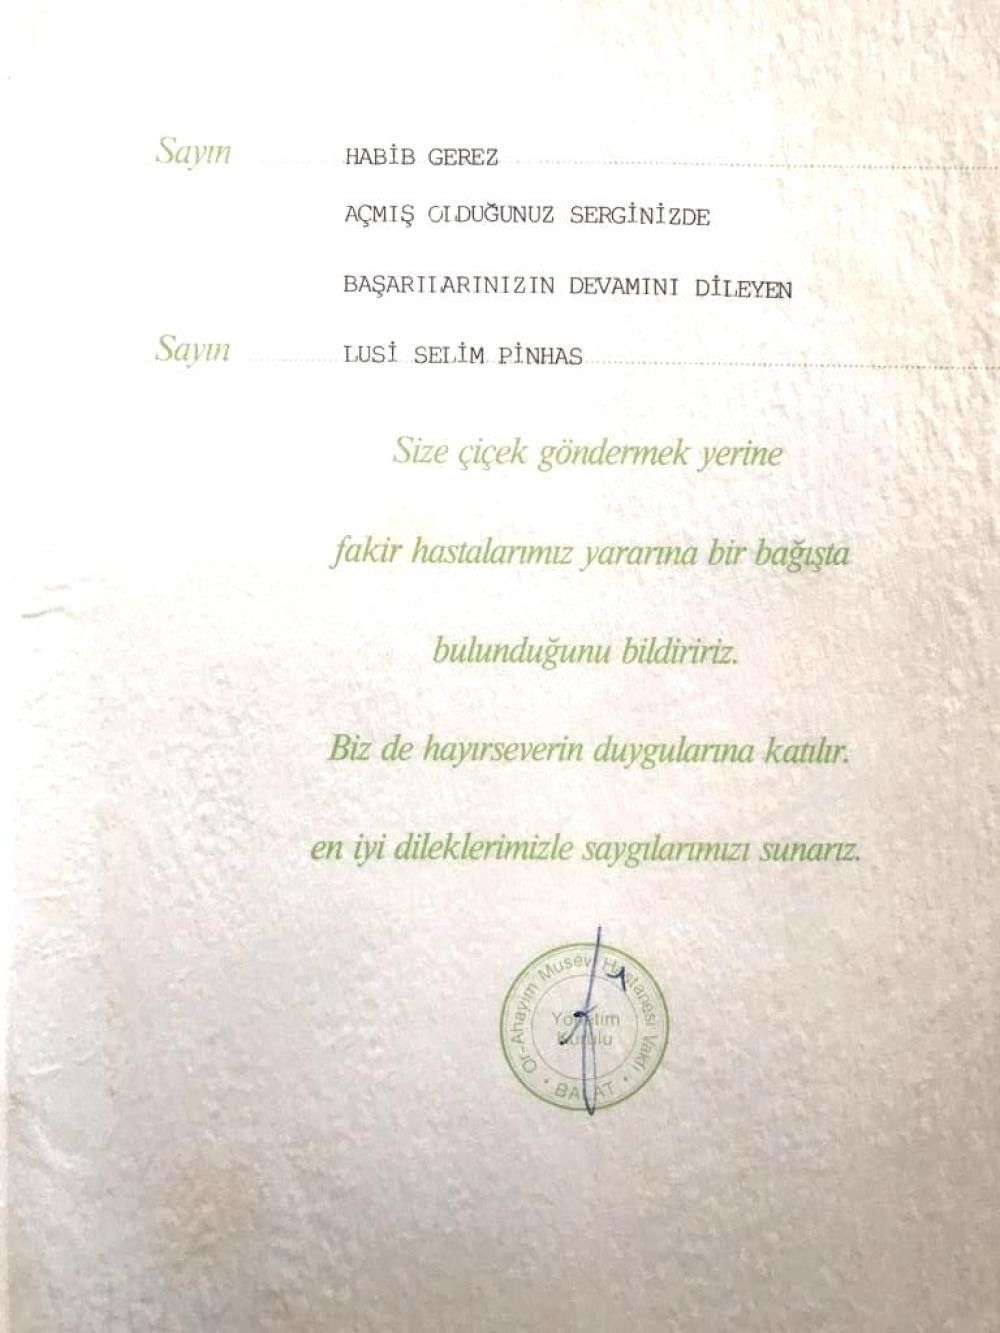 Sayın HABİB GEREZ
AÇMIŞ OLDUĞUNUZ SERGİNİZDE
BAŞARILARINIZIN DEVAMINI DİLEYEN
Sayın LUSİ SELİM PİNHAS
Size çiçek göndermek yerine
fakir hastalarımız yararına bir bağışta
bulunduğunu bildiririz.
Biz de hayırseverin duygularına katılır.
en iyi dileklerimizle saygılarımızı sunarız.
Or-Ahayim Musevi Hastanesi Vakfı
Yönetim
Kurulu
BALAT